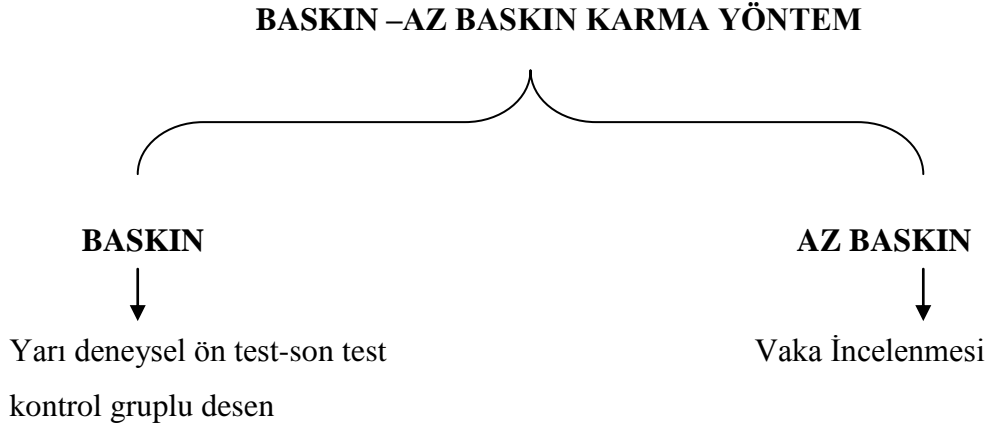 BASKIN –AZ BASKIN KARMA YÖNTEM
BASKIN
AZ BASKIN
Yarı deneysel ön test-son test
kontrol gruplu desen
Vaka İncelenmesi